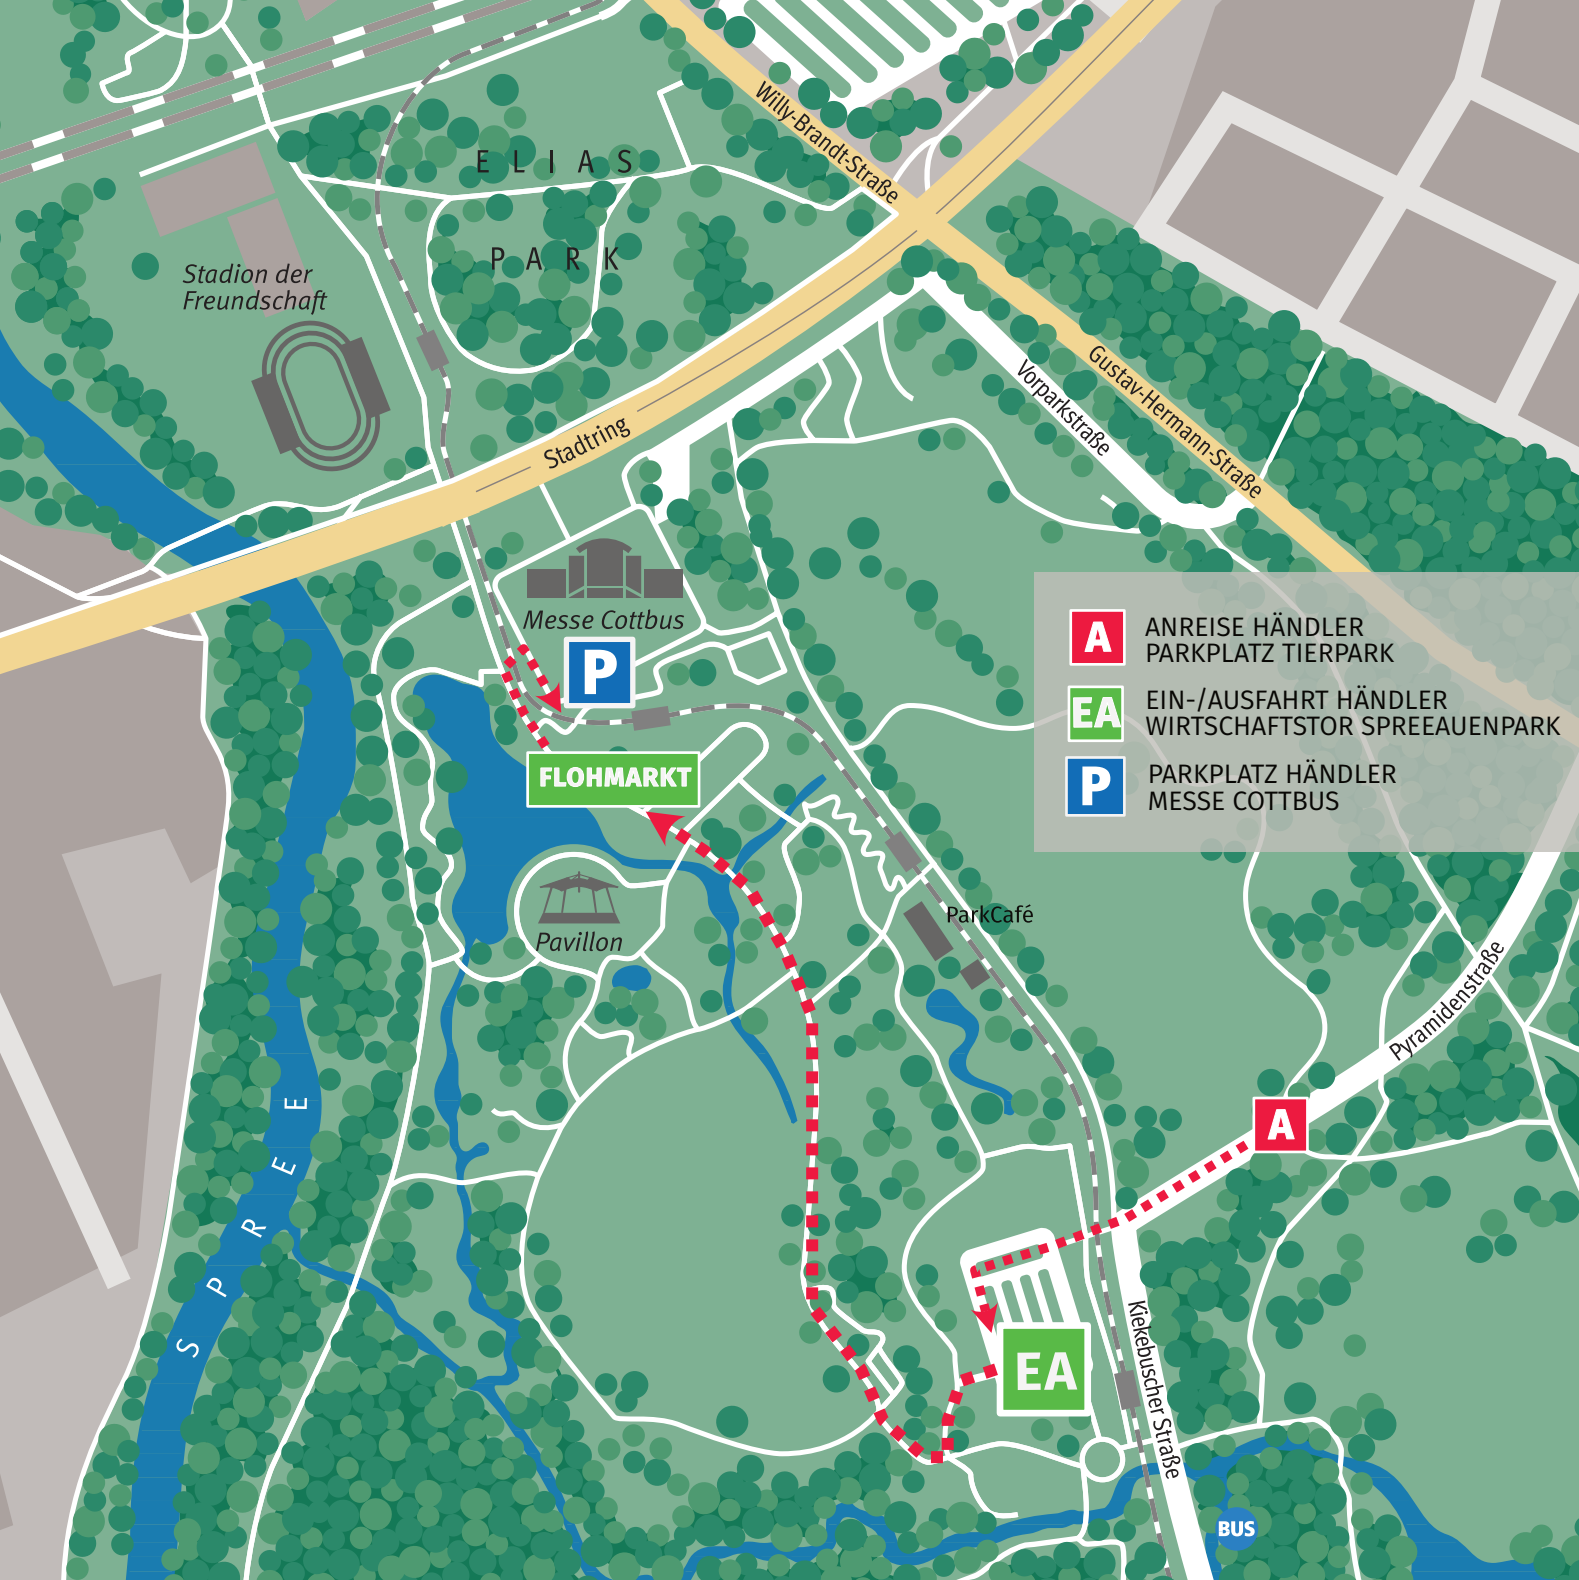 Willy-Brandt-Straße
ELIAS
PARK
Stadion der
Freundschaft
Stadtring
Vorparkstraße
Gustav-Hermann-Straße
Messe Cottbus
P
FLOHMARKT
A ANREISE HÄNDLER
PARKPLATZ TIERPARK
EA EIN-/AUSFAHRT HÄNDLER
WIRTSCHAFTSTOR SPREEAUENPARK
P PARKPLATZ HÄNDLER
MESSE COTTBUS
Pavillon
ParkCafé
Pyramidenstraße
A
SPREE
EA
Kiekebuscher Straße
BUS